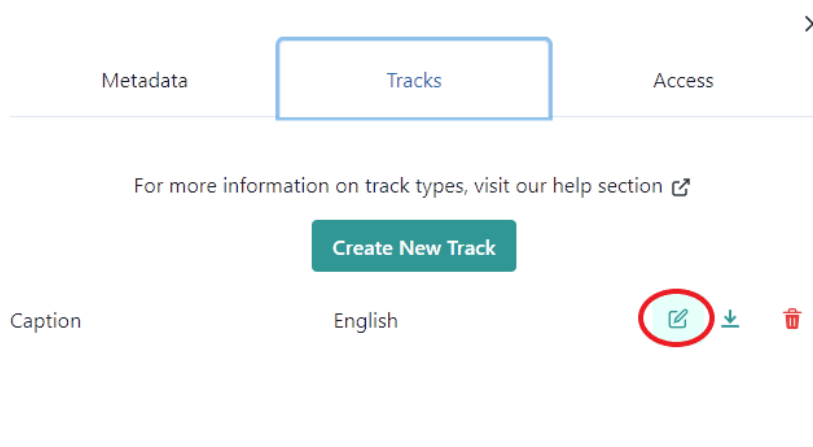 Metadata Tracks Access
For more information on track types, visit our help section
Create New Track
Caption English